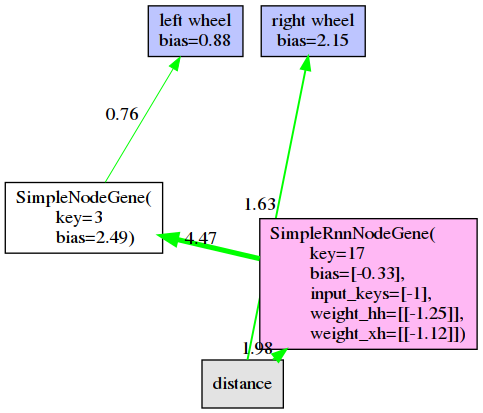 left wheel
bias=0.88
right wheel
bias=2.15
0.76
SimpleNodeGene(
key=3
bias=2.49)
4.47
1.63
SimpleRnnNodeGene(
key=17
bias=[-0.33],
input_keys=[-1],
weight_hh=[[-1.25]],
weight_xh=[[-1.12]])
1.98
distance